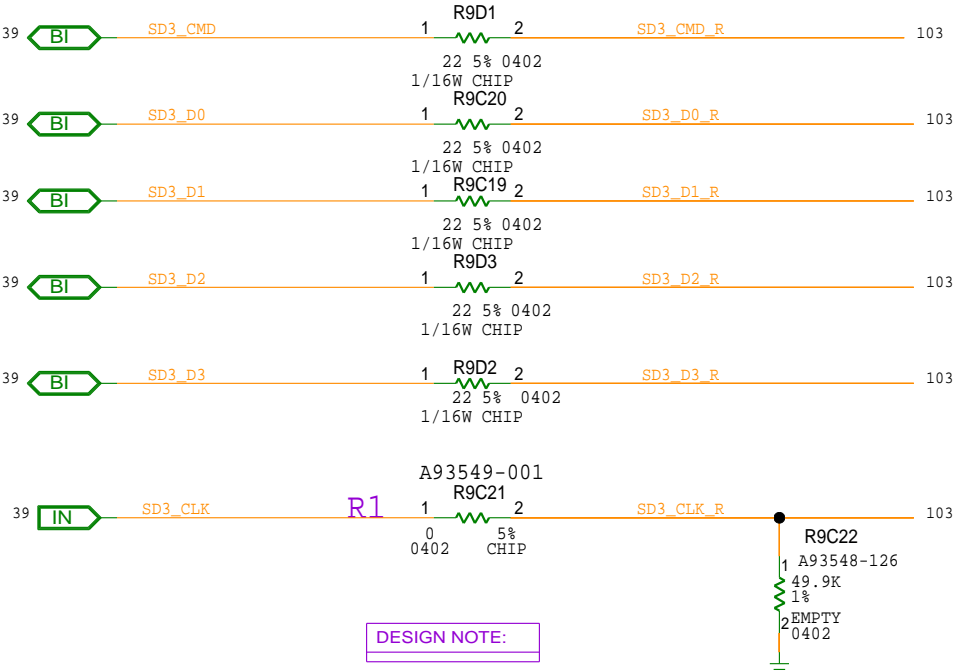 R9D1
39 BI SD3_CMD 1 2 SD3_CMD_R 103
22 5% 0402
1/16W CHIP
R9C20
39 BI SD3_D0 1 2 SD3_D0_R 103
22 5% 0402
1/16W CHIP
R9C19
39 BI SD3_D1 1 2 SD3_D1_R 103
22 5% 0402
1/16W CHIP
R9D3
39 BI SD3_D2 1 2 SD3_D2_R 103
22 5% 0402
1/16W CHIP
R9D2
39 BI SD3_D3 1 2 SD3_D3_R 103
22 5% 0402
1/16W CHIP
A93549-001
R9C21
39 IN SD3_CLK R1 1 2 SD3_CLK_R 103
0 5%
0402 CHIP
R9C22
1 A93548-126
49.9K
1%
2 EMPTY
0402
DESIGN NOTE: